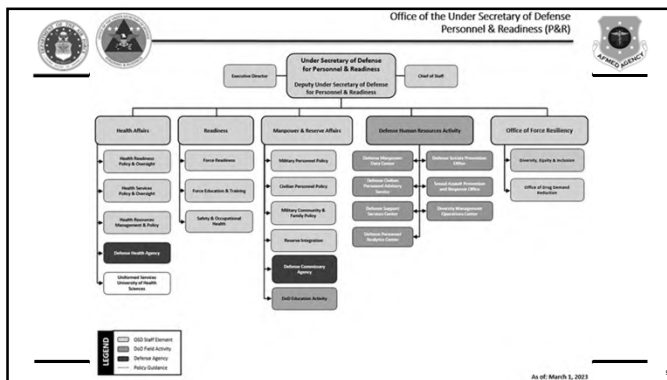 Office of the Under Secretary of Defense
Personnel & Readiness (P&R)
AFMED AGENCY
Under Secretary of Defense
for Personnel & Readiness
Deputy Under Secretary of Defense
for Personnel & Readiness
Executive Director
Chief of Staff
Health Affairs
Readiness
Manpower & Reserve Affairs
Defense Human Resources Activity
Office of Force Resiliency
Health Readiness
Policy & Oversight
Health Services
Policy & Oversight
Health Resources
Management & Policy
Defense Health Agency
Uniformed Services
University of Health
Sciences
Force Readiness
Force Education & Training
Safety & Occupational
Health
Military Personnel Policy
Civilian Personnel Policy
Military Community &
Family Policy
Reserve Integration
Defense Commissary
Agency
DoD Education Activity
Defense Manpower
Data Center
Defense Civilian
Personnel Advisory
Service
Defense Support
Services Center
Defense Personnel
Analytics Center
Defense Suicide Prevention
Office
Sexual Assault Prevention
and Response Office
Diversity Management
Operations Center
Diversity, Equity & Inclusion
Office of Drug Demand
Reduction
LEGEND
OSD Staff Element
DoD Field Activity
Defense Agency
Policy Guidance
As of: March 1, 2023